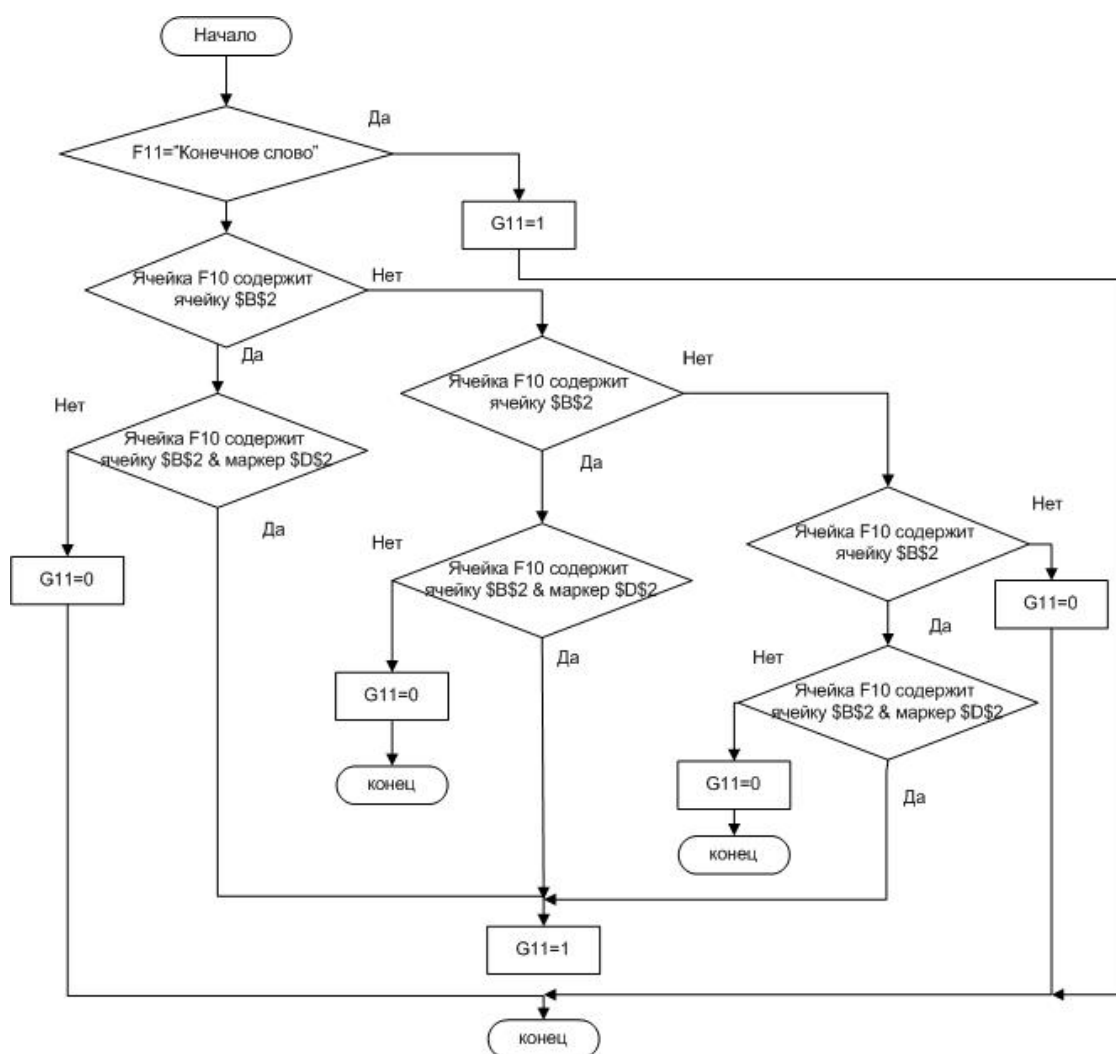 Начало
Да
F11="Конечное слово"
G11=1
Ячейка F10 содержит
ячейку $B$2
Нет
Да
Ячейка F10 содержит
ячейку $B$2
Нет
Нет
Ячейка F10 содержит
ячейку $B$2 & маркер $D$2
Да
Да
Нет
Ячейка F10 содержит
ячейку $B$2
Нет
G11=0
Ячейка F10 содержит
ячейку $B$2 & маркер $D$2
G11=0
Да
Да
Нет
G11=0
Ячейка F10 содержит
ячейку $B$2 & маркер $D$2
конец
G11=0
Да
конец
G11=1
конец